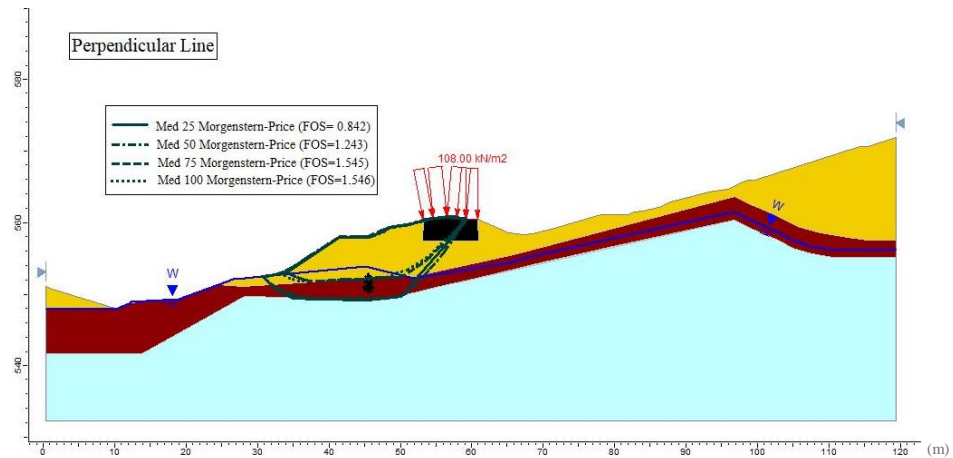 Perpendicular Line
580
Med 25 Morgenstern-Price (FOS= 0.842)
Med 50 Morgenstern-Price (FOS=1.243)
Med 75 Morgenstern-Price (FOS=1.545)
Med 100 Morgenstern-Price (FOS=1.546)
108.00 kN/m2
560
W
W
540
0 10 20 30 40 50 60 70 80 90 100 110 120 (m)